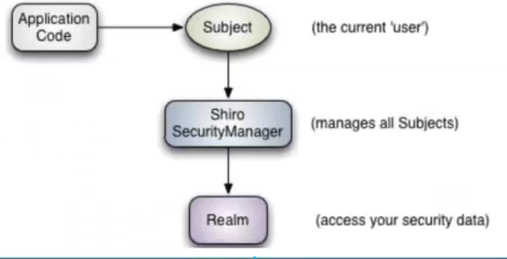 Application
Code
Subject
(the current 'user')
Shiro
SecurityManager
(manages all Subjects)
Realm
(access your security data)